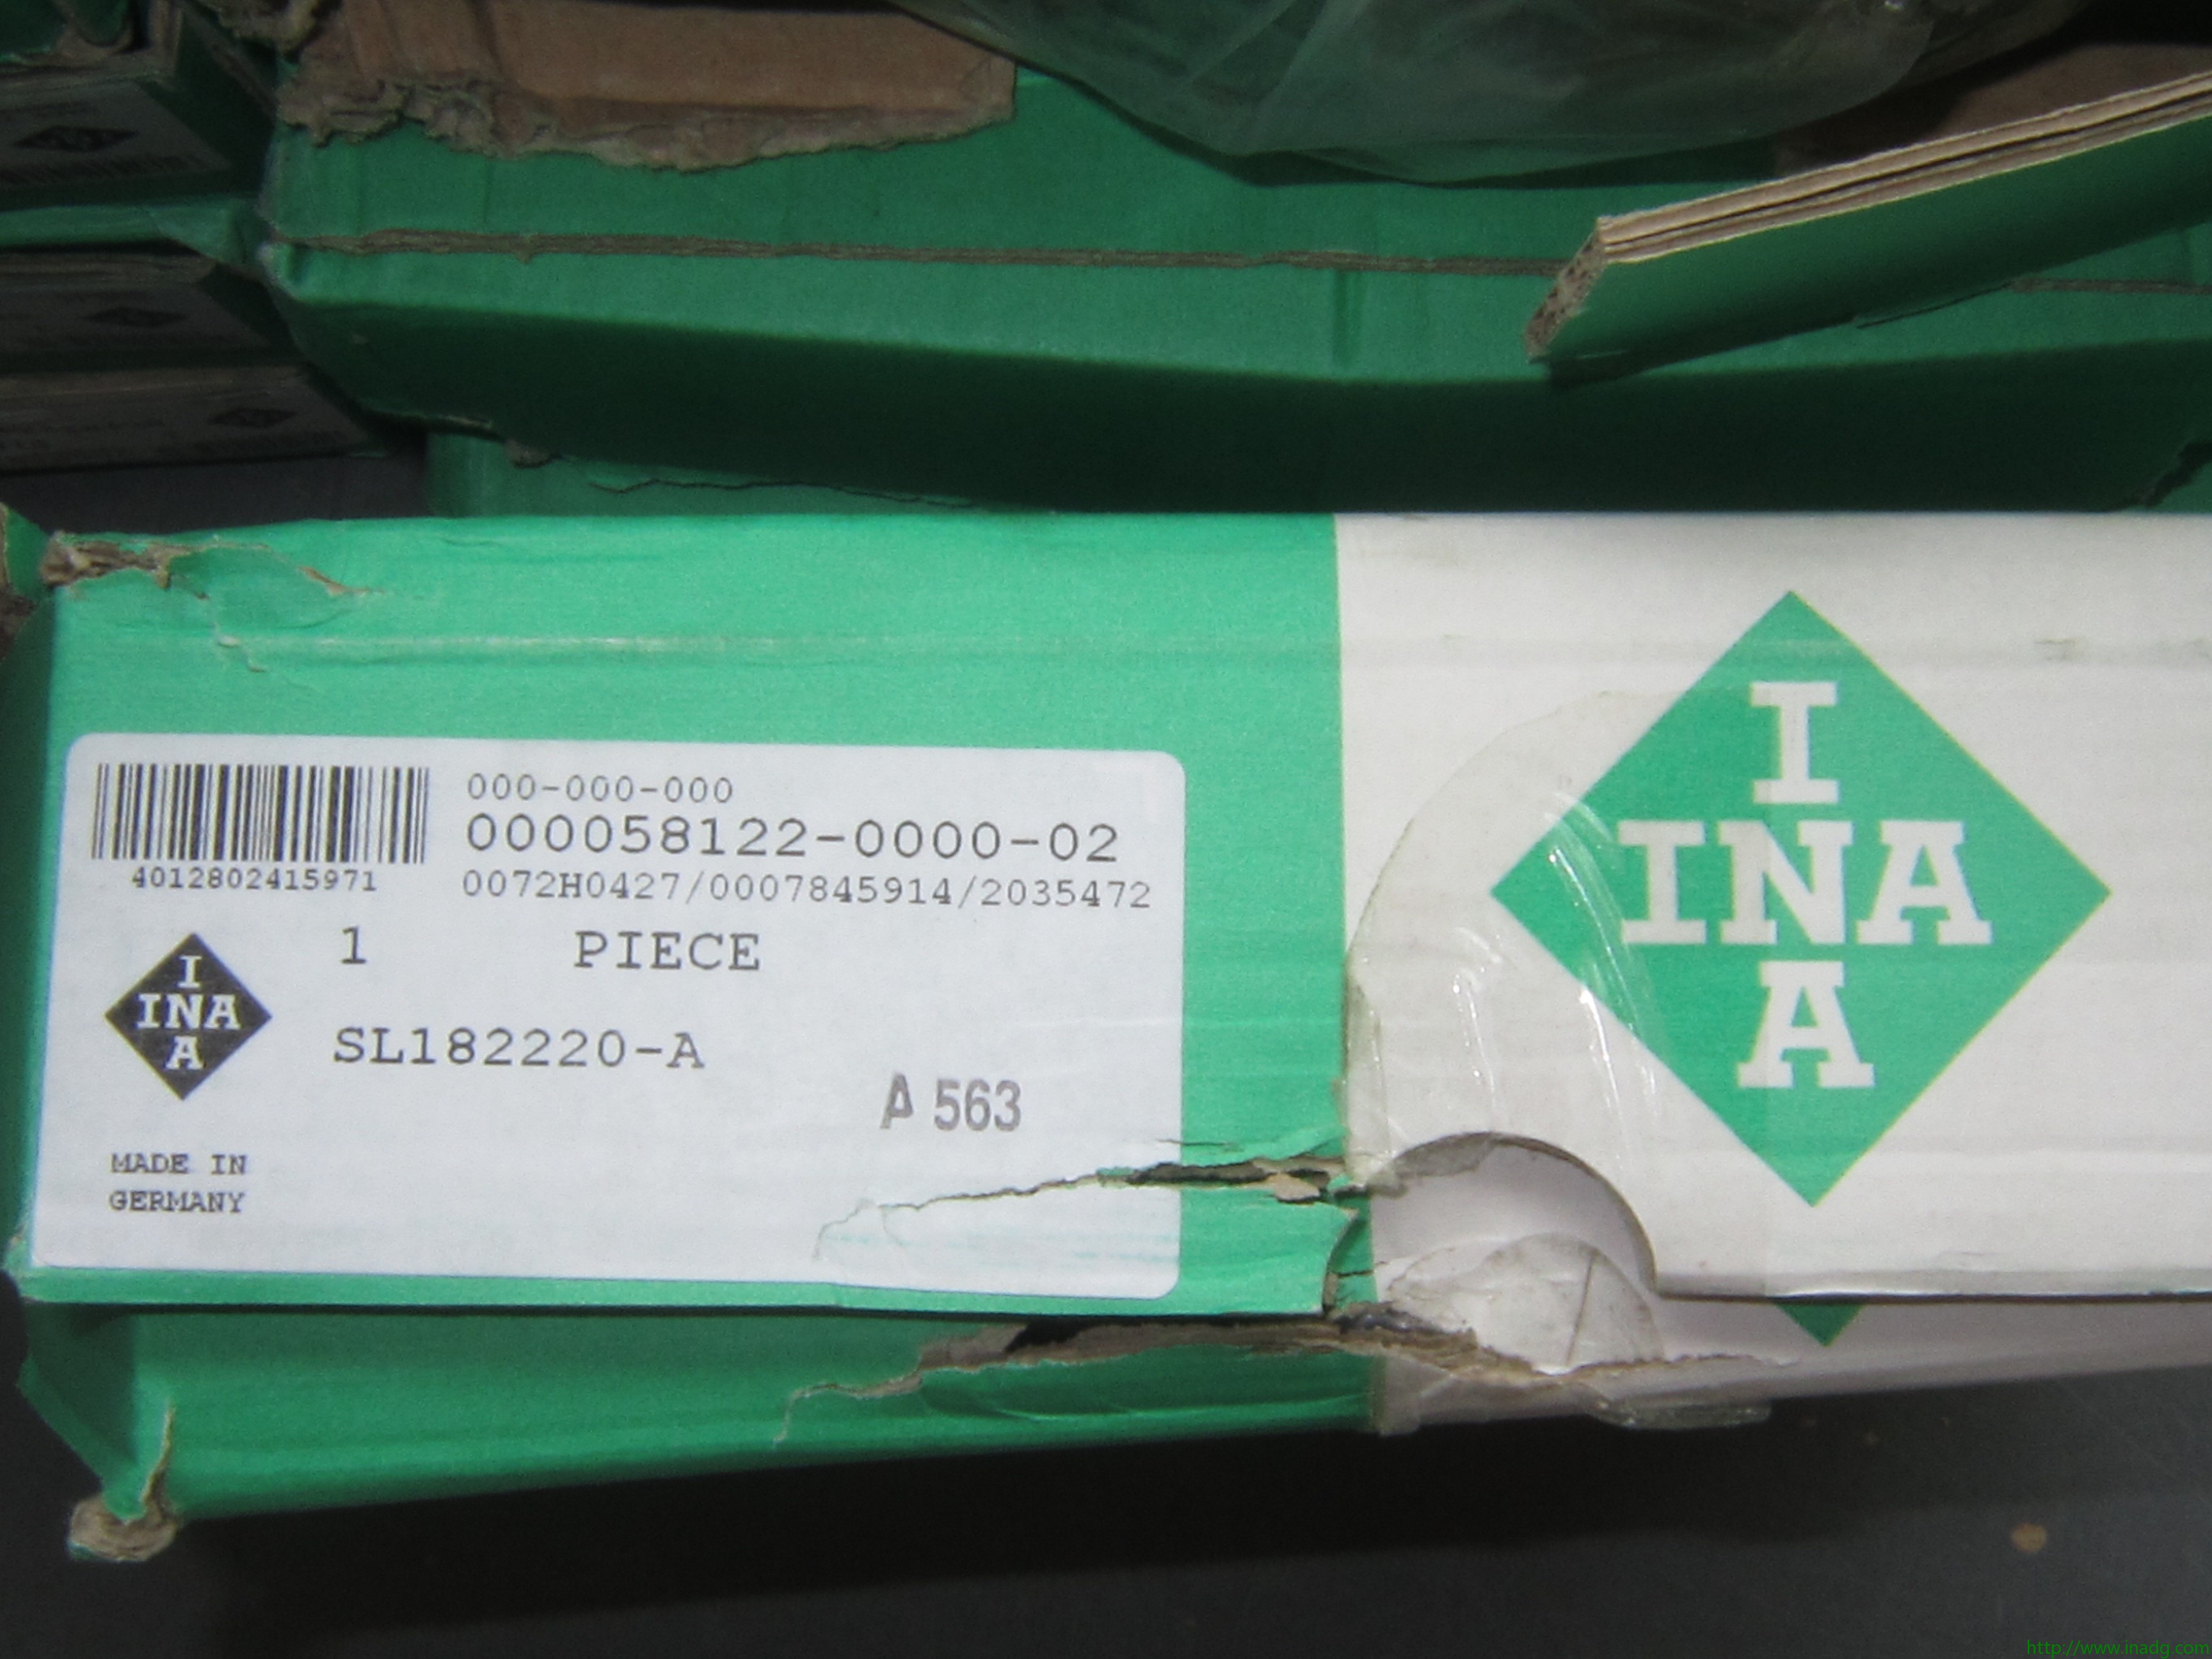 000-000-000
000058122-0000-02
4012802415971
0072H0427/0007845914/2035472
1 PIECE
I
INA
A
SL182220-A
A 563
MADE IN
GERMANY
I
INA
A
http://www.inadg.com